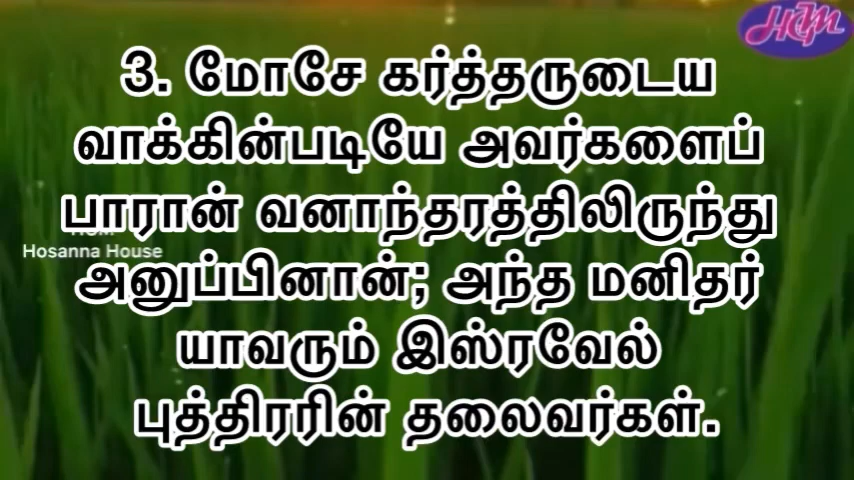 HCM
3. மோசே கர்த்தருடைய
வாக்கின்படியே அவர்களைப்
பாரான் வனாந்தரத்திலிருந்து
Hosanna House
அனுப்பினான்; அந்த மனிதர்
யாவரும் இஸ்ரவேல்
புத்திரரின் தலைவர்கள்.